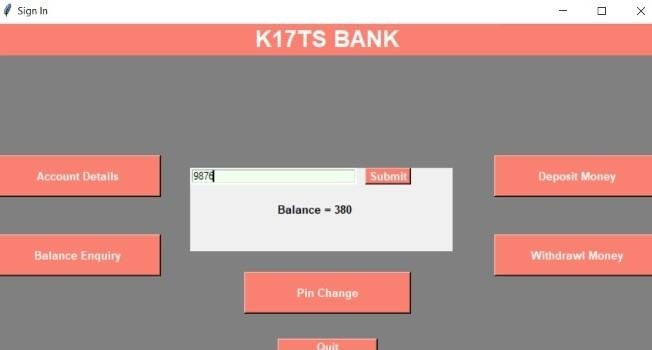 Sign In
K17TS BANK
Account Details
9876
Submit
Deposit Money
Balance = 380
Balance Enquiry
Withdrawl Money
Pin Change
Quit